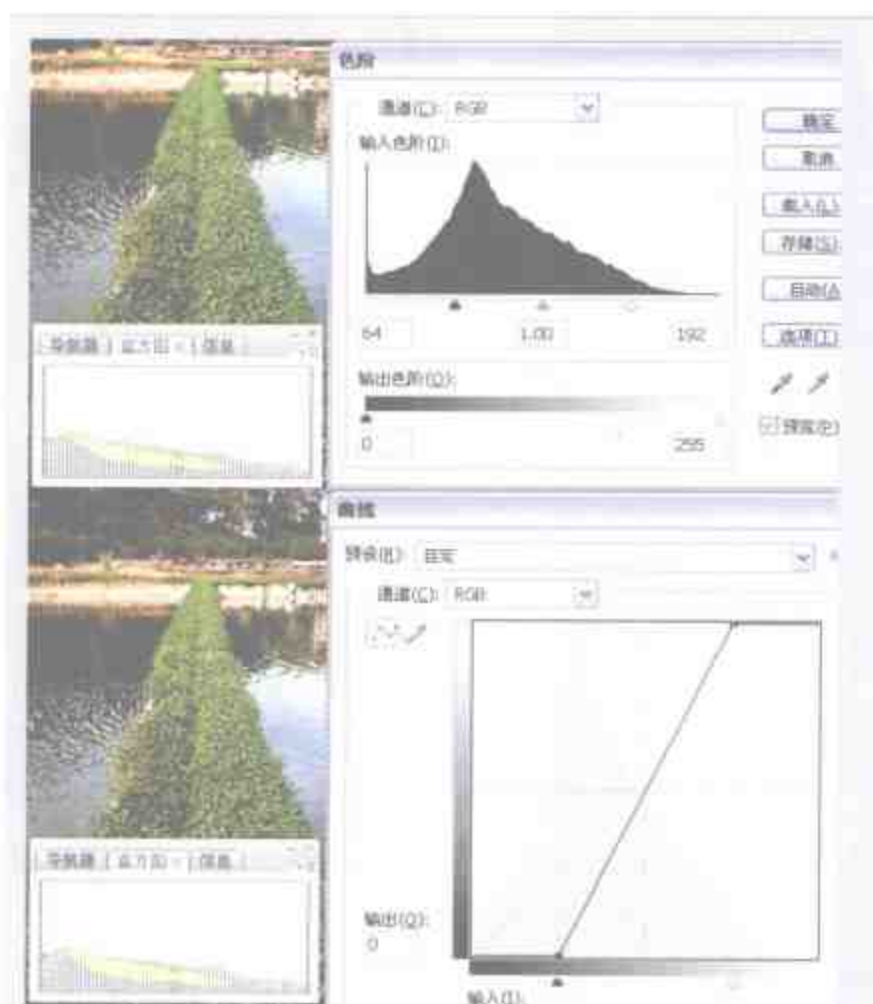 色阶
通道(C): RGB
输入色阶(I):
64 1.00 192
输出色阶(O):
0 255
确定
取消
载入(L)
存储(S)
自动(A
选项(T)
预览(P)
导航器 直方图 × 信息
曲线
预设(R): 自定
通道(C): RGB
输出(O):
0
输入(I):
导航器 直方图 × 信息